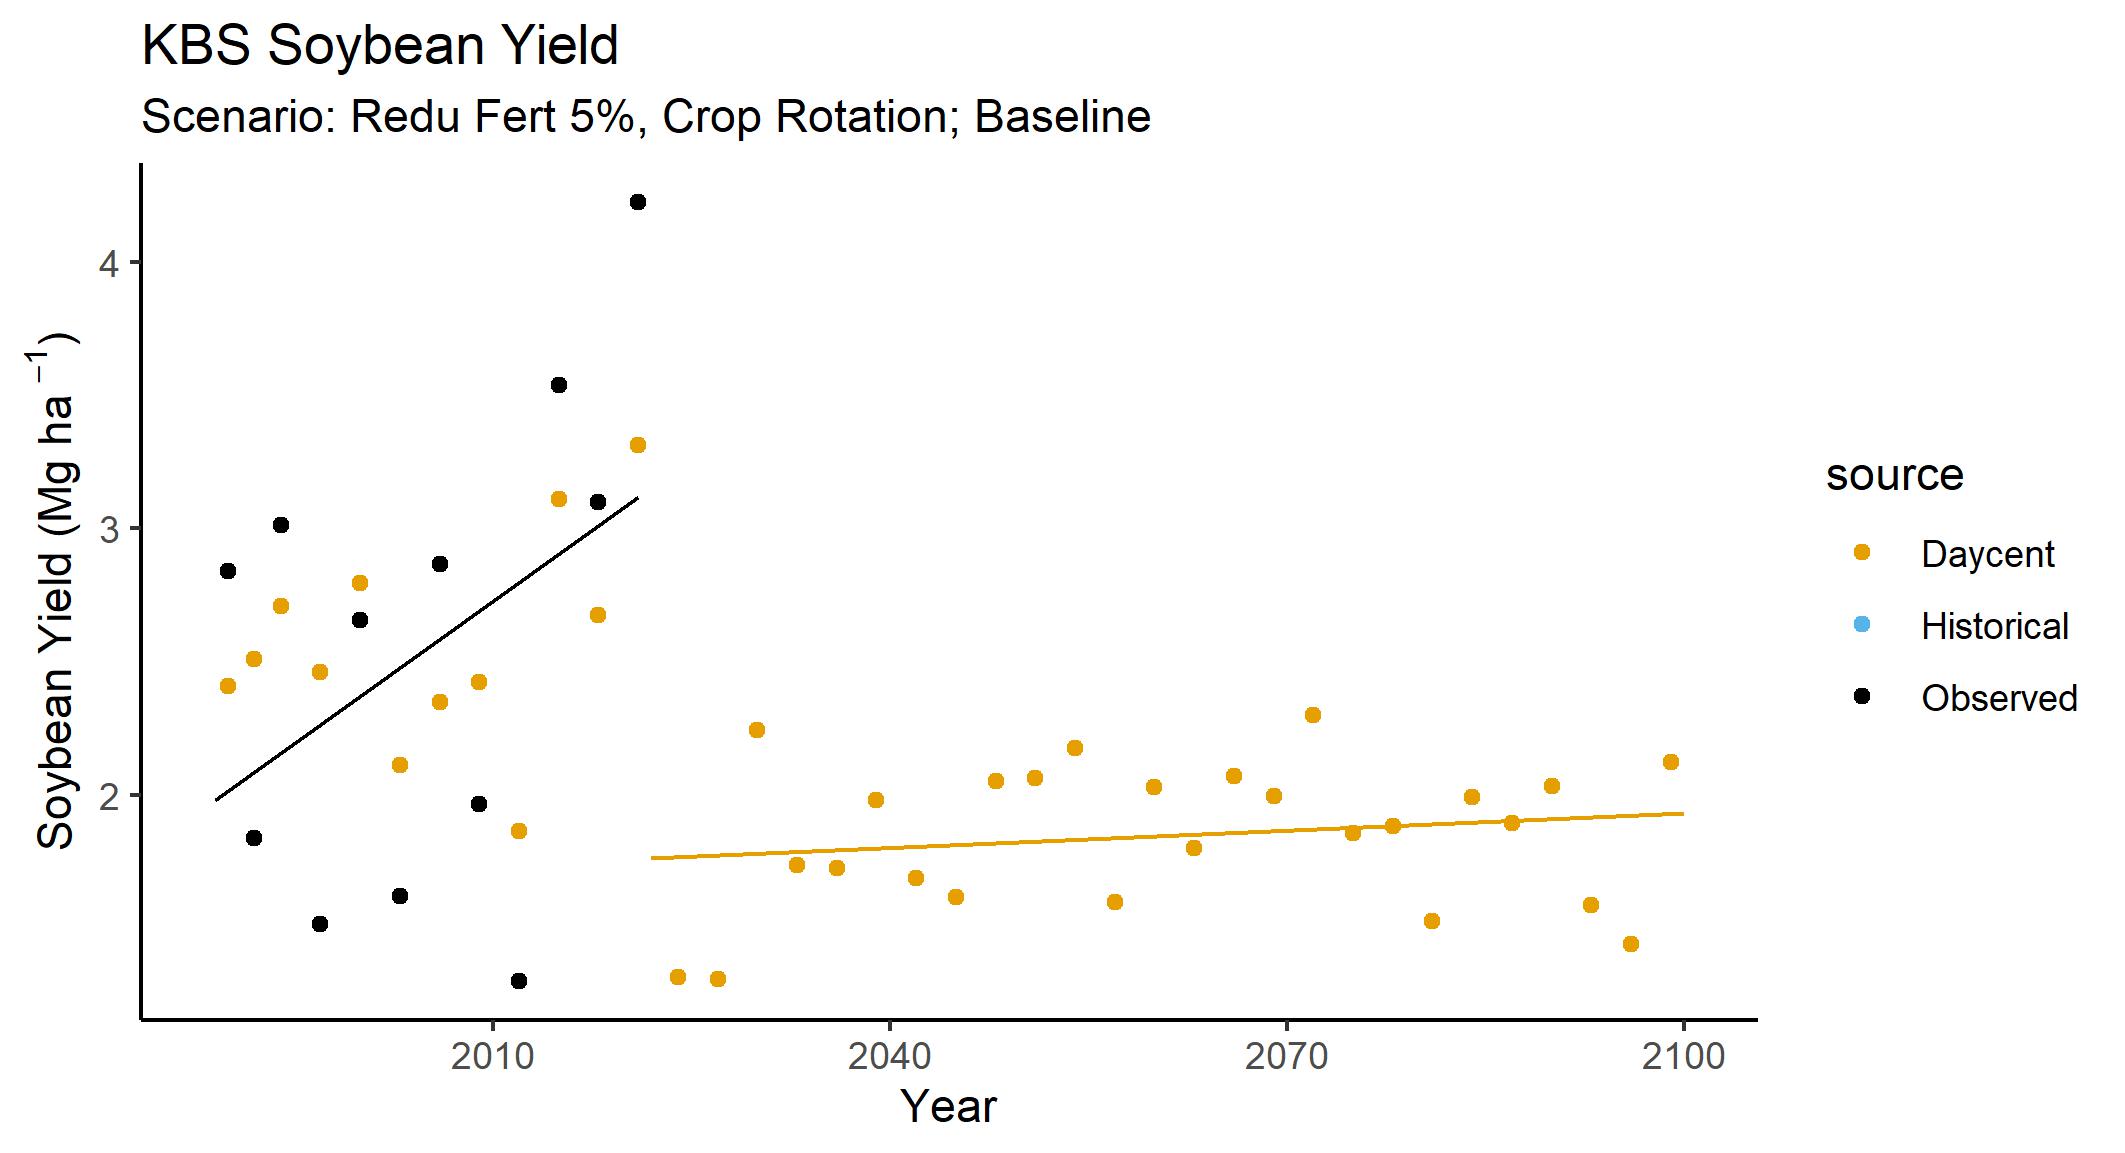 KBS Soybean Yield
Scenario: Redu Fert 5%, Crop Rotation; Baseline
Soybean Yield (Mg ha −1)
4
3
2
2010
2040
2070
2100
Year
source
Daycent
Historical
Observed